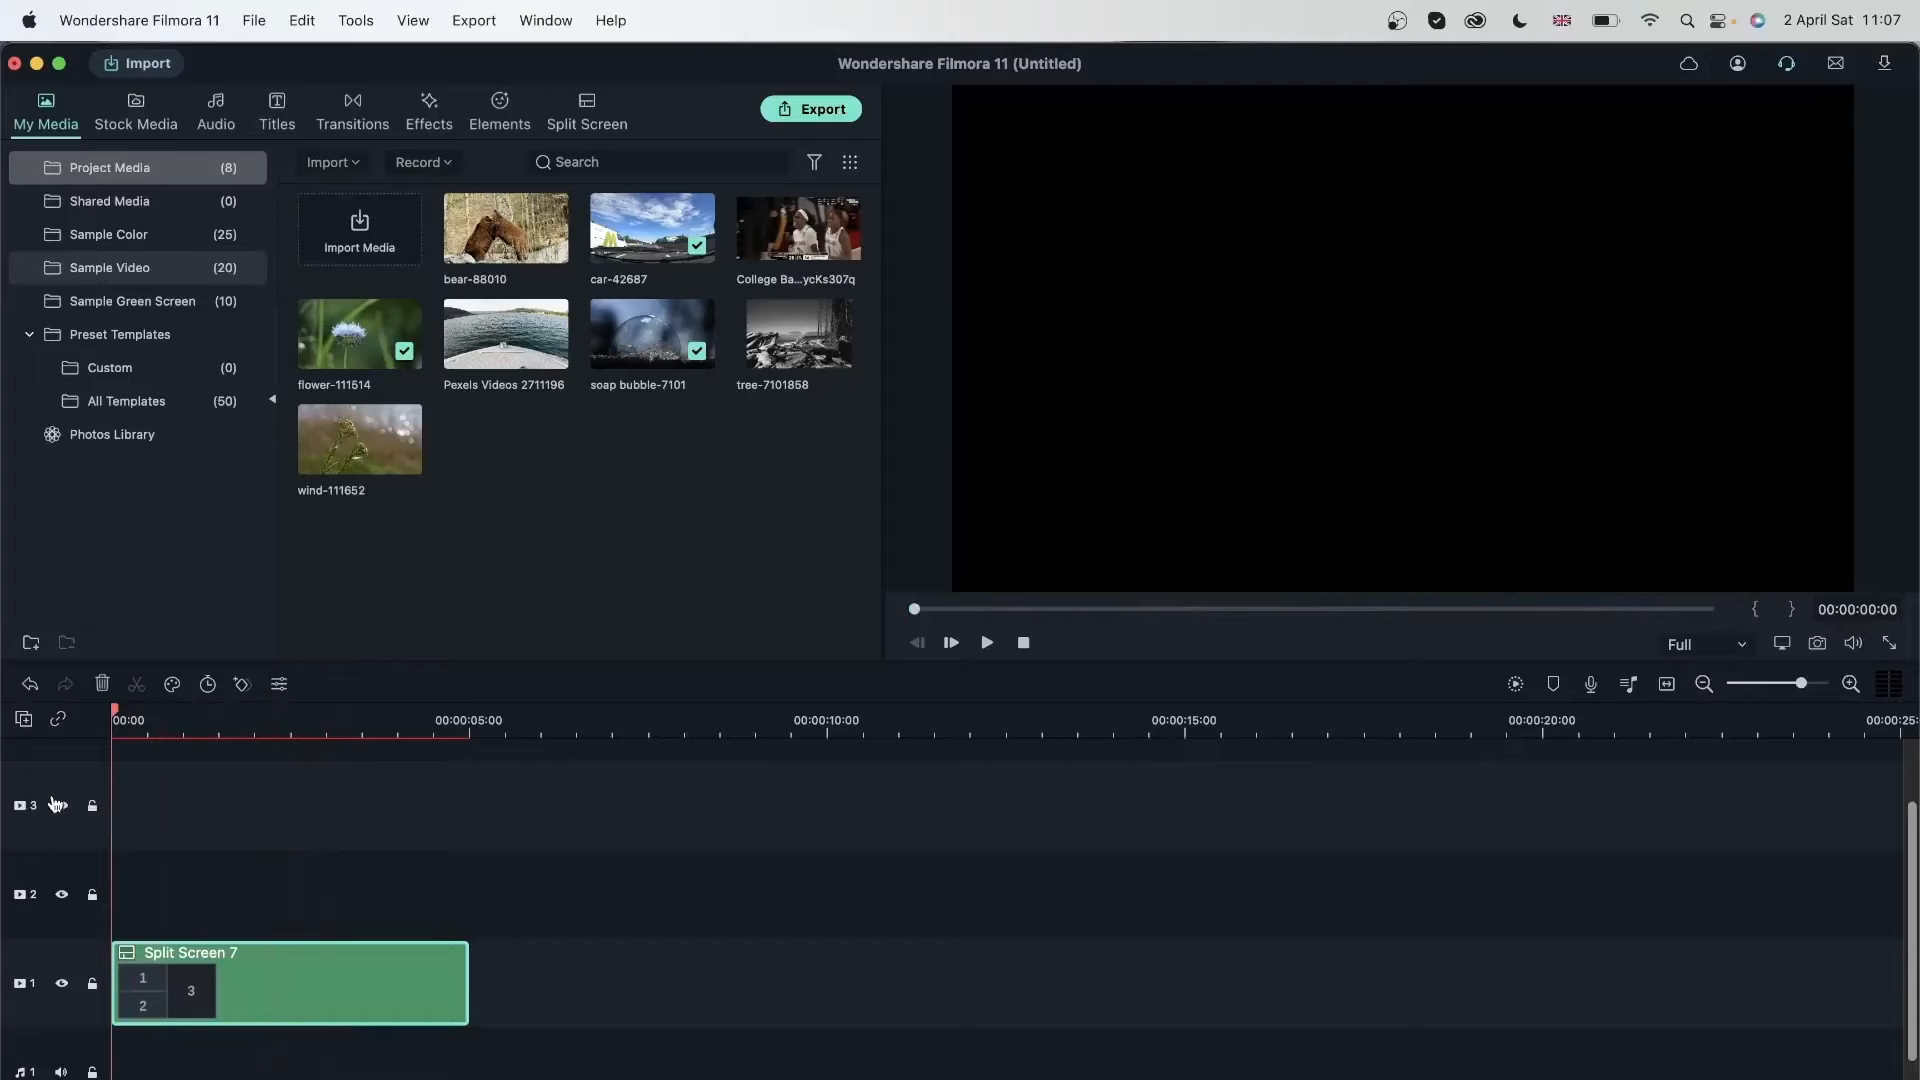 Wondershare Filmora 11 File Edit Tools View Export Window Help 2 April Sat 11:07
Import Wondershare Filmora 11 (Untitled)
My Media Stock Media Audio Titles Transitions Effects Elements Split Screen Export
Project Media (8) Import Record Search
Shared Media (0)
Sample Color (25)
Sample Video (20)
Sample Green Screen (10)
Preset Templates
Custom (0)
All Templates (50)
Photos Library
Import Media
bear-88010 car-42687 College Ba...ycKs307q
flower-111514 Pexels Videos 2711196 soap bubble-7101 tree-7101858
wind-111652
{ } 00:00:00:00
Full
00:00 00:00:05:00 00:00:10:00 00:00:15:00 00:00:20:00 00:00:25:
3
2
Split Screen 7
1
1 3
2
1